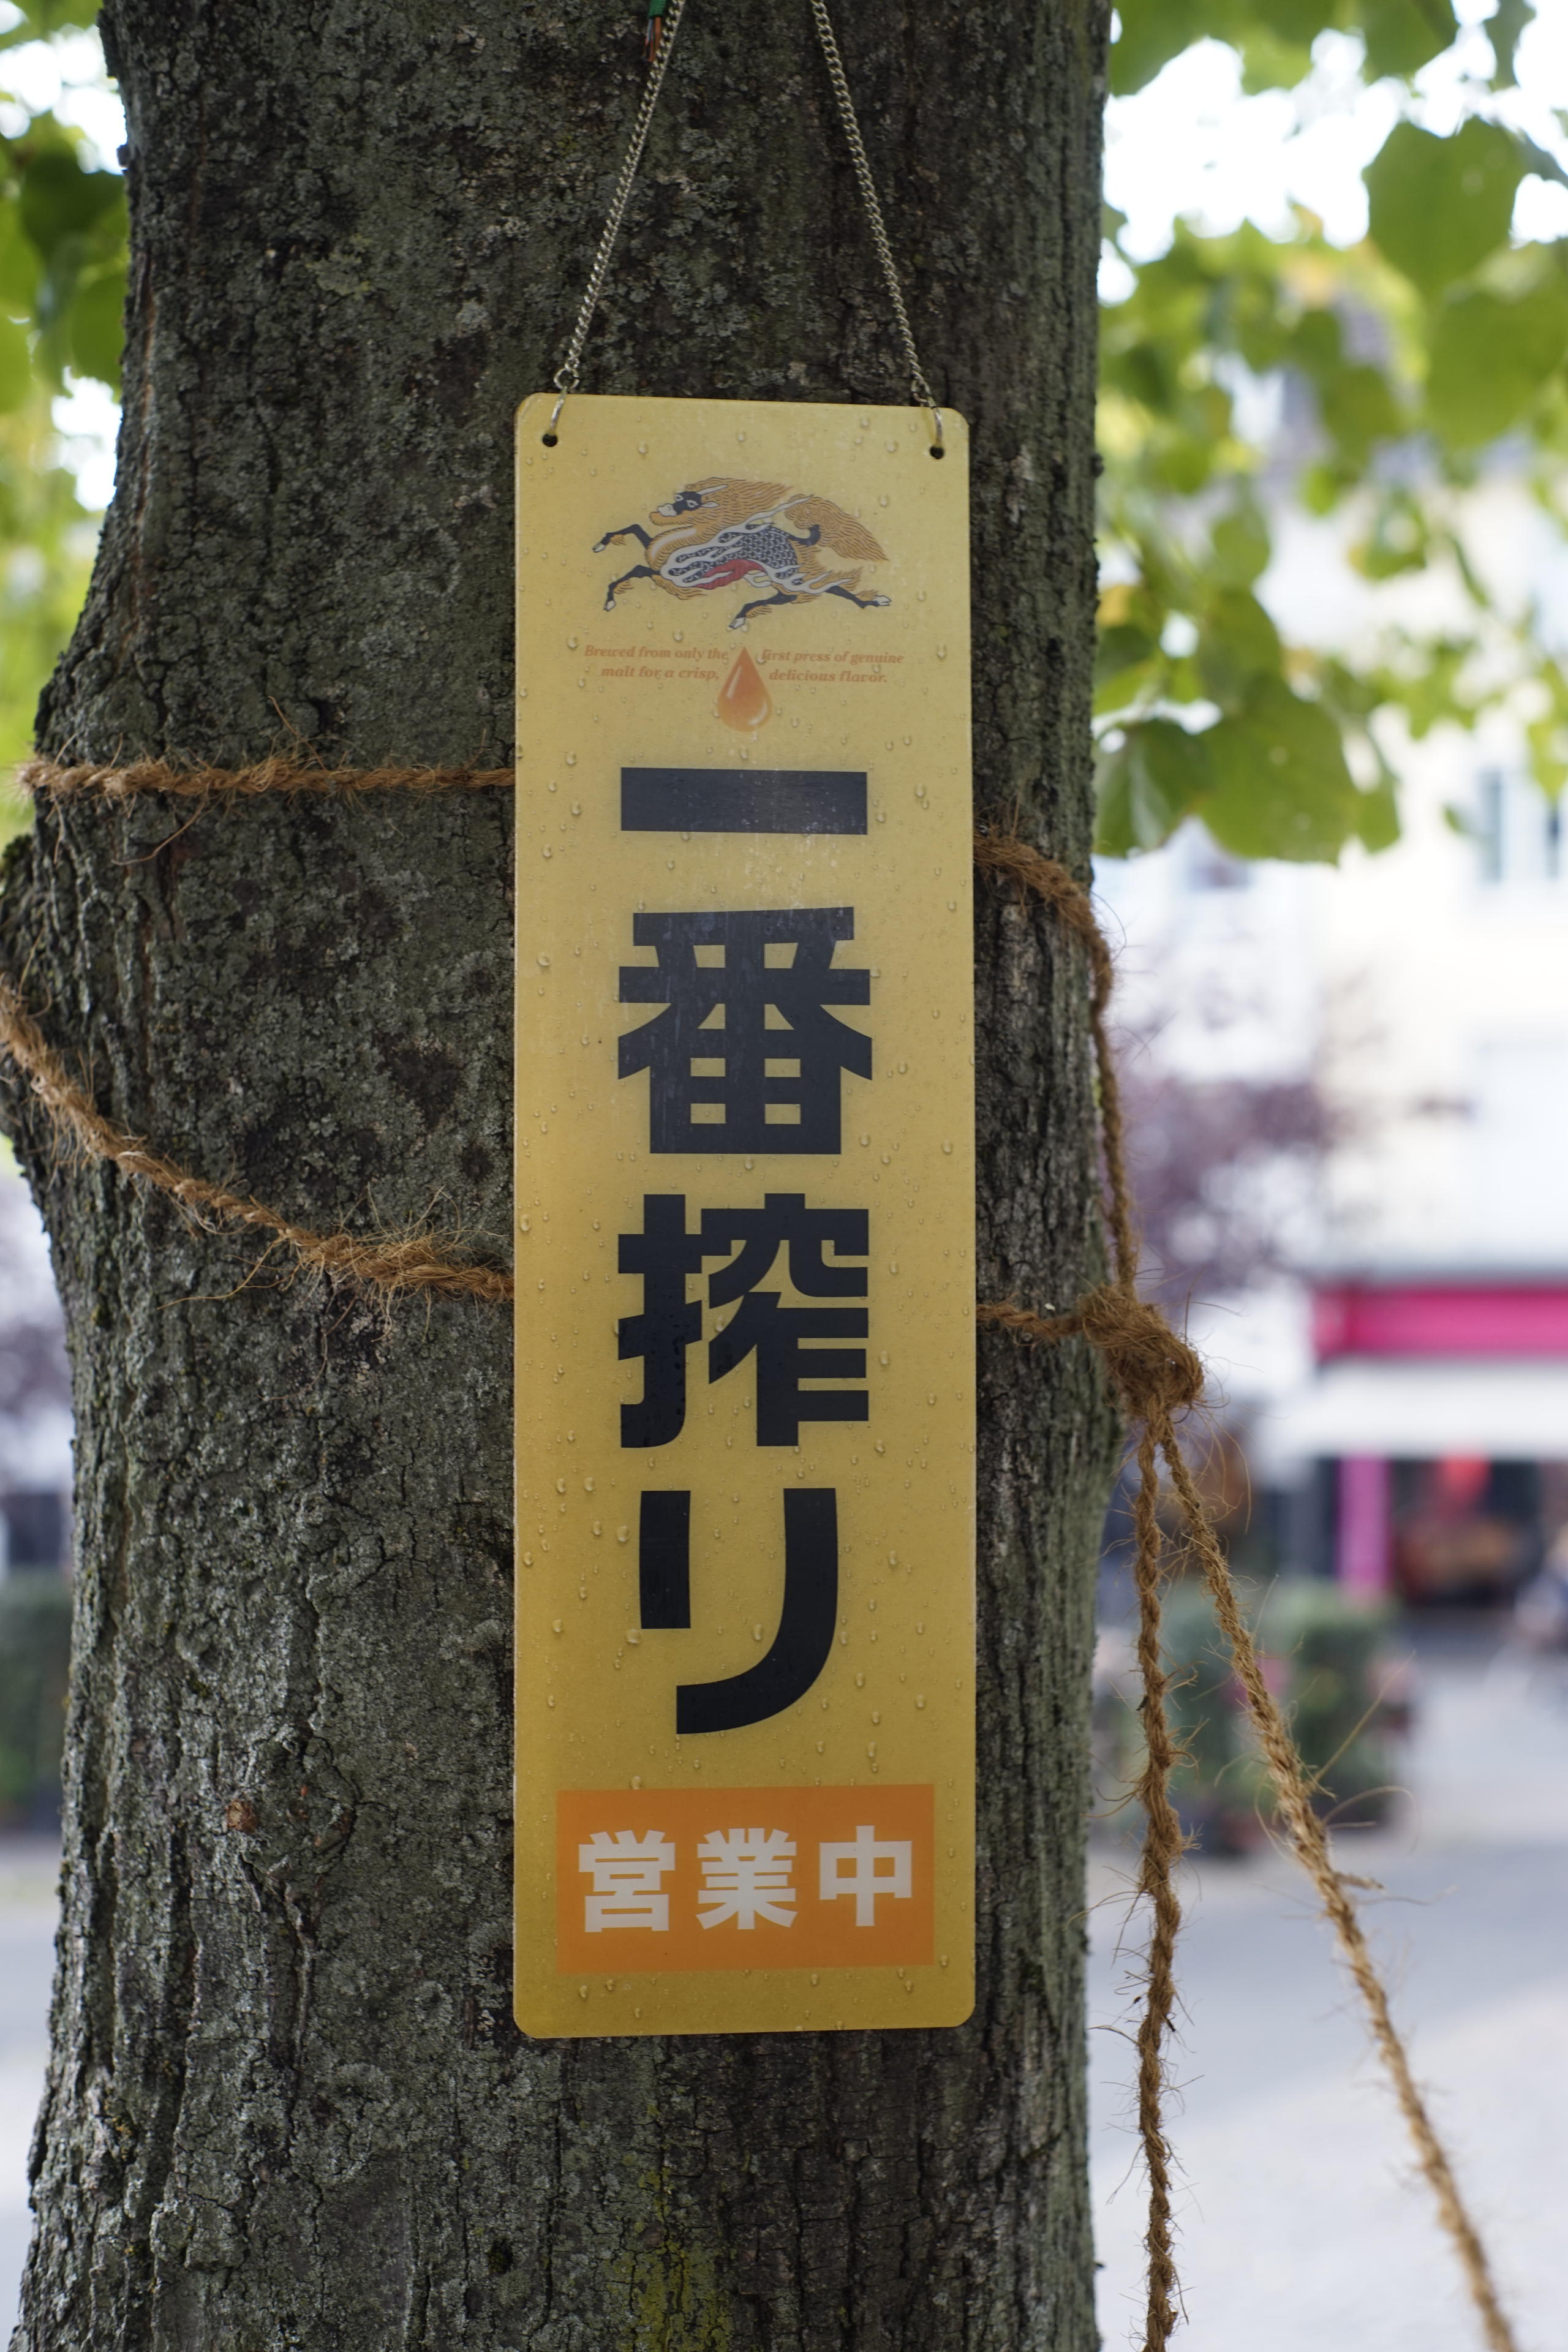 Brewed from only the first press of genuine
malt for a crisp, delicious flavor.
一番搾り
営業中